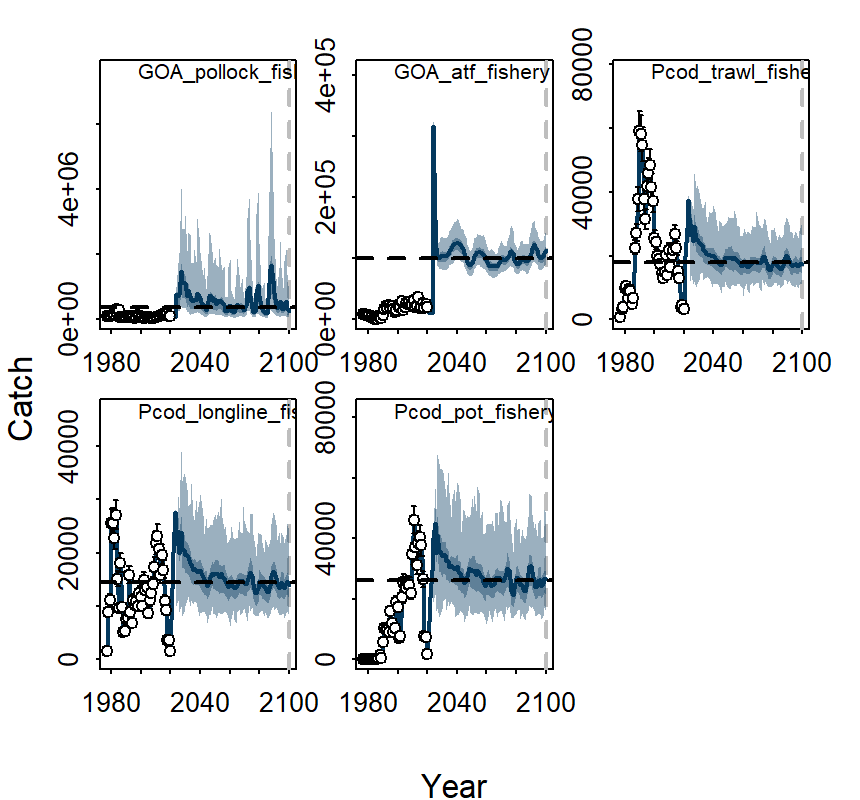 GOA_pollock_fis
GOA_atf_fishery
Pcod_trawl_fishe
0e+00 4e+06
0e+00 2e+05 4e+05
0 40000 80000
1980 2040 2100
1980 2040 2100
1980 2040 2100
Catch
Pcod_longline_fis
Pcod_pot_fishery
0 20000 40000
0 40000 80000
1980 2040 2100
1980 2040 2100
Year